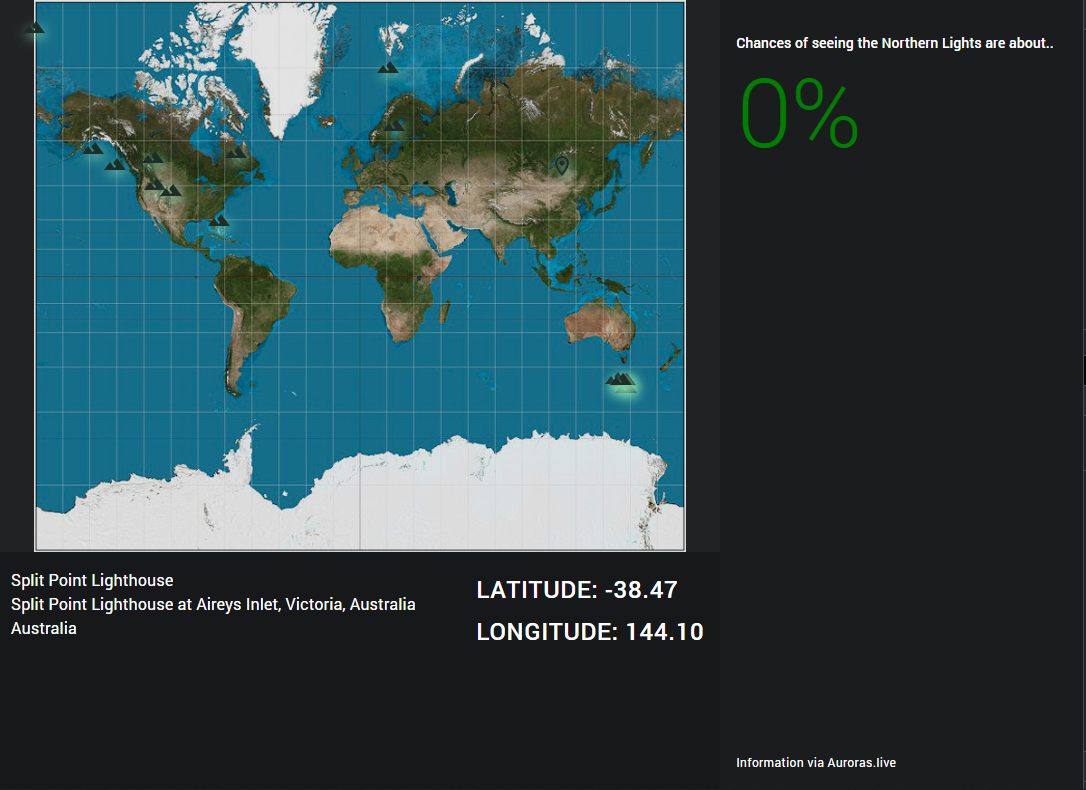 Chances of seeing the Northern Lights are about..
0%
Split Point Lighthouse
Split Point Lighthouse at Aireys Inlet, Victoria, Australia
Australia
LATITUDE: -38.47
LONGITUDE: 144.10
Information via Auroras.live